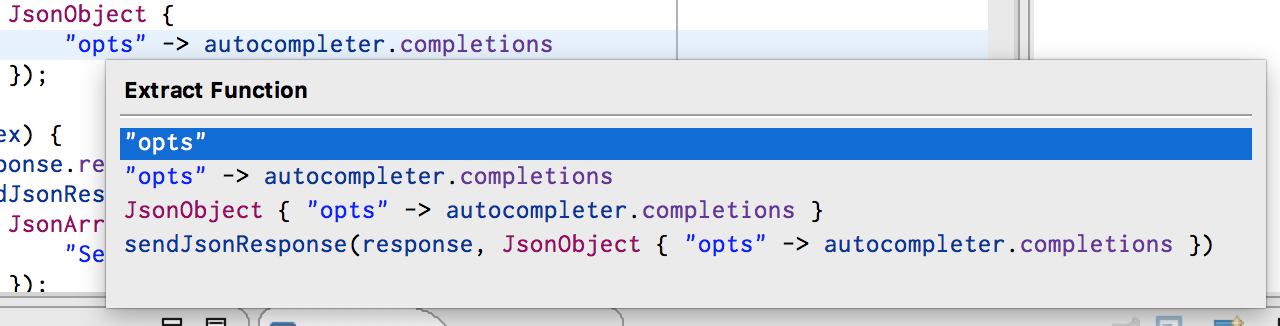 JsonObject {
"opts" -> autocompleter.completions
});
Extract Function
ex) {
"opts"
ponse.re
"opts" -> autocompleter.completions
dJsonRes
JsonObject { "opts" -> autocompleter.completions }
JsonArr
sendJsonResponse(response, JsonObject { "opts" -> autocompleter.completions })
"Se
});